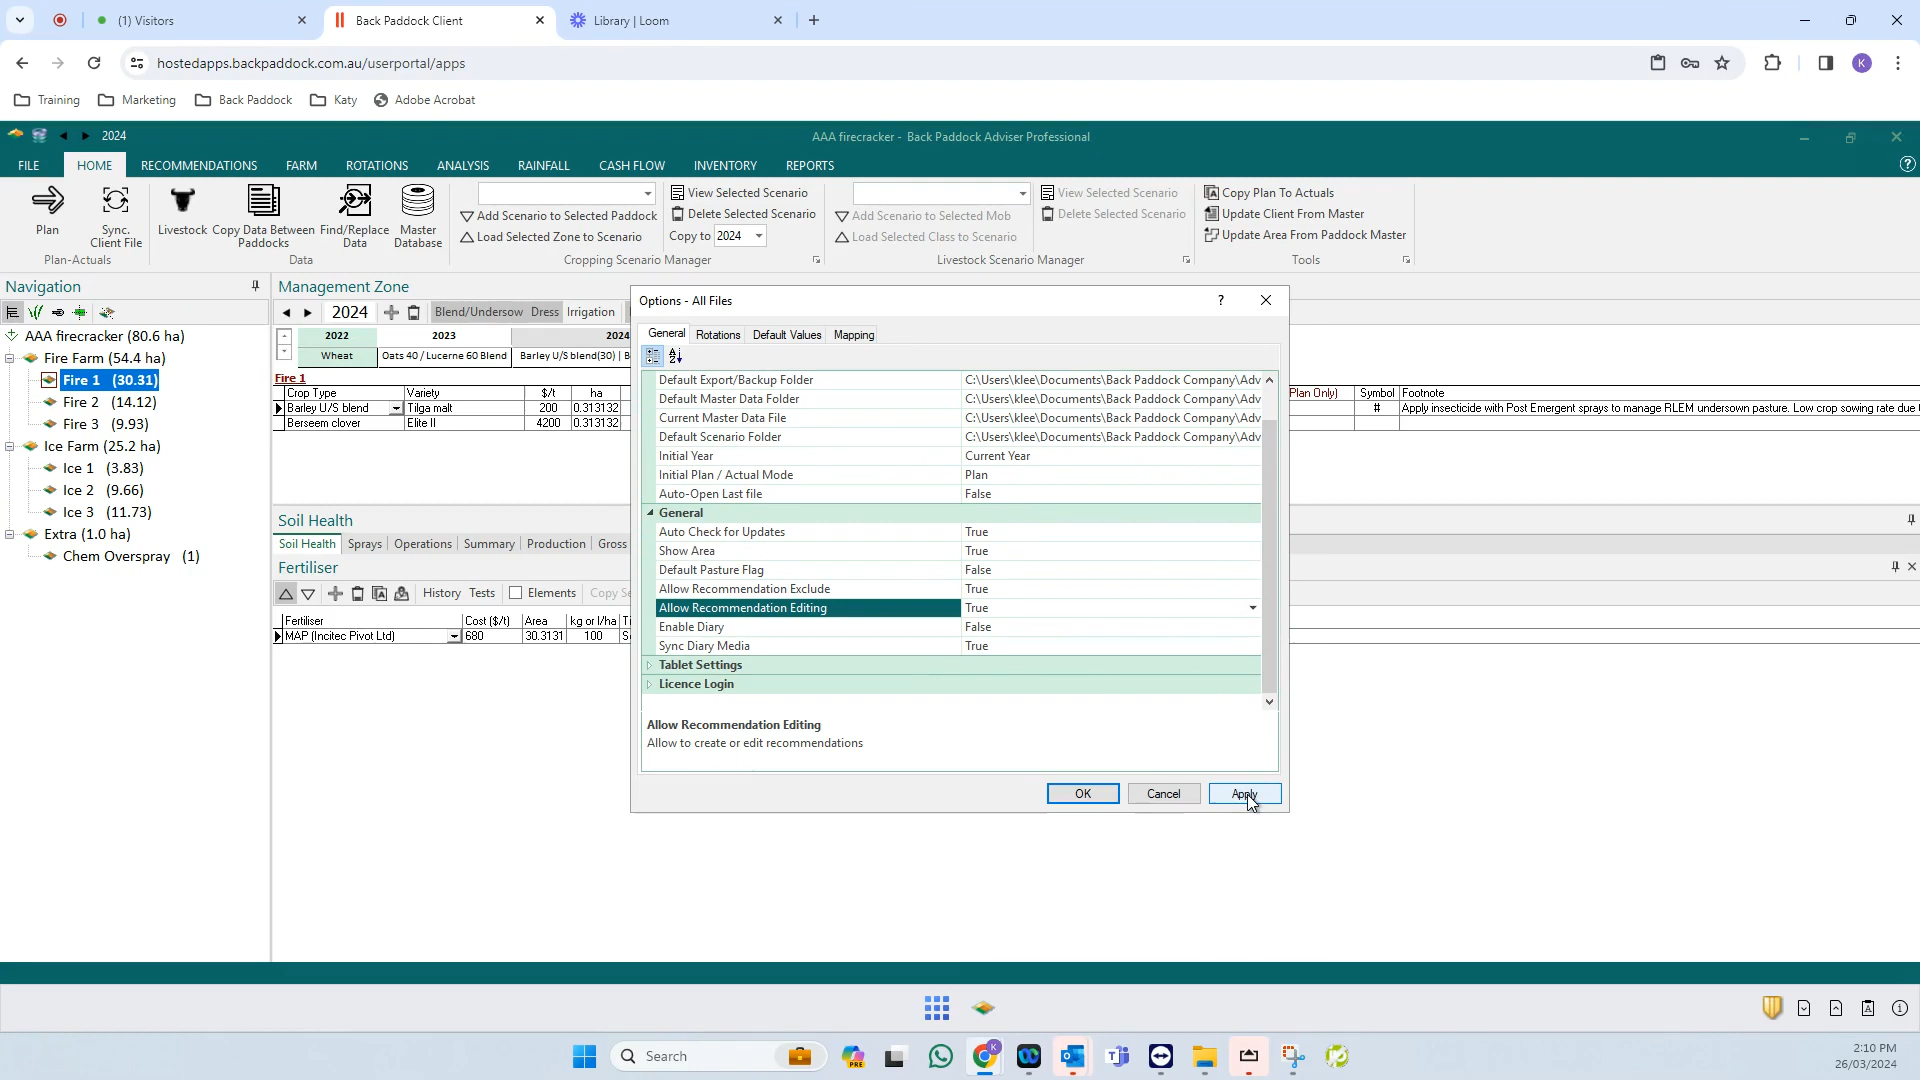 (1) Visitors
Back Paddock Client
Library | Loom
hostedapps.backpaddock.com.au/userportal/apps
K
Training
Marketing
Back Paddock
Katy
Adobe Acrobat
2024
AAA firecracker - Back Paddock Adviser Professional
FILE
HOME
RECOMMENDATIONS
FARM
ROTATIONS
ANALYSIS
RAINFALL
CASH FLOW
INVENTORY
REPORTS
Plan
Sync. Client File
Plan-Actuals
Livestock
Copy Data Between Paddocks
Find/Replace Data
Master Database
Data
Add Scenario to Selected Paddock
Load Selected Zone to Scenario
View Selected Scenario
Delete Selected Scenario
Copy to 2024
Cropping Scenario Manager
Add Scenario to Selected Mob
Load Selected Class to Scenario
View Selected Scenario
Delete Selected Scenario
Livestock Scenario Manager
Copy Plan To Actuals
Update Client From Master
Update Area From Paddock Master
Tools
Navigation
AAA firecracker (80.6 ha)
Fire Farm (54.4 ha)
Fire 1 (30.31)
Fire 2 (14.12)
Fire 3 (9.93)
Ice Farm (25.2 ha)
Ice 1 (3.83)
Ice 2 (9.66)
Ice 3 (11.73)
Extra (1.0 ha)
Chem Overspray (1)
Management Zone
2024
Blend/Undersow
Dress
Irrigation
2022
2023
2024
Wheat
Oats 40 / Lucerne 60 Blend
Barley U/S blend(30) | B
Fire 1
Crop Type
Variety
$/t
ha
Barley U/S blend
Tilga malt
200
0.313132
Berseem clover
Elite II
4200
0.313132
Plan Only)
Symbol
Footnote
#
Apply insecticide with Post Emergent sprays to manage RLEM undersown pasture. Low crop sowing rate due
Soil Health
Soil Health
Sprays
Operations
Summary
Production
Gross
Fertiliser
History
Tests
Elements
Copy Se
Fertiliser
Cost ($/t)
Area
kg or l/ha
Ti
MAP (Incitec Pivot Ltd)
680
30.3131
100
Options - All Files
?
General
Rotations
Default Values
Mapping
Default Export/Backup Folder
C:\Users\klee\Documents\Back Paddock Company\Adv
Default Master Data Folder
C:\Users\klee\Documents\Back Paddock Company\Adv
Current Master Data File
C:\Users\klee\Documents\Back Paddock Company\Adv
Default Scenario Folder
C:\Users\klee\Documents\Back Paddock Company\Adv
Initial Year
Current Year
Initial Plan / Actual Mode
Plan
Auto-Open Last file
False
General
Auto Check for Updates
True
Show Area
True
Default Pasture Flag
False
Allow Recommendation Exclude
True
Allow Recommendation Editing
True
Enable Diary
False
Sync Diary Media
True
Tablet Settings
Licence Login
Allow Recommendation Editing
Allow to create or edit recommendations
OK
Cancel
Apply
Search
PRE
K
2:10 PM
26/03/2024